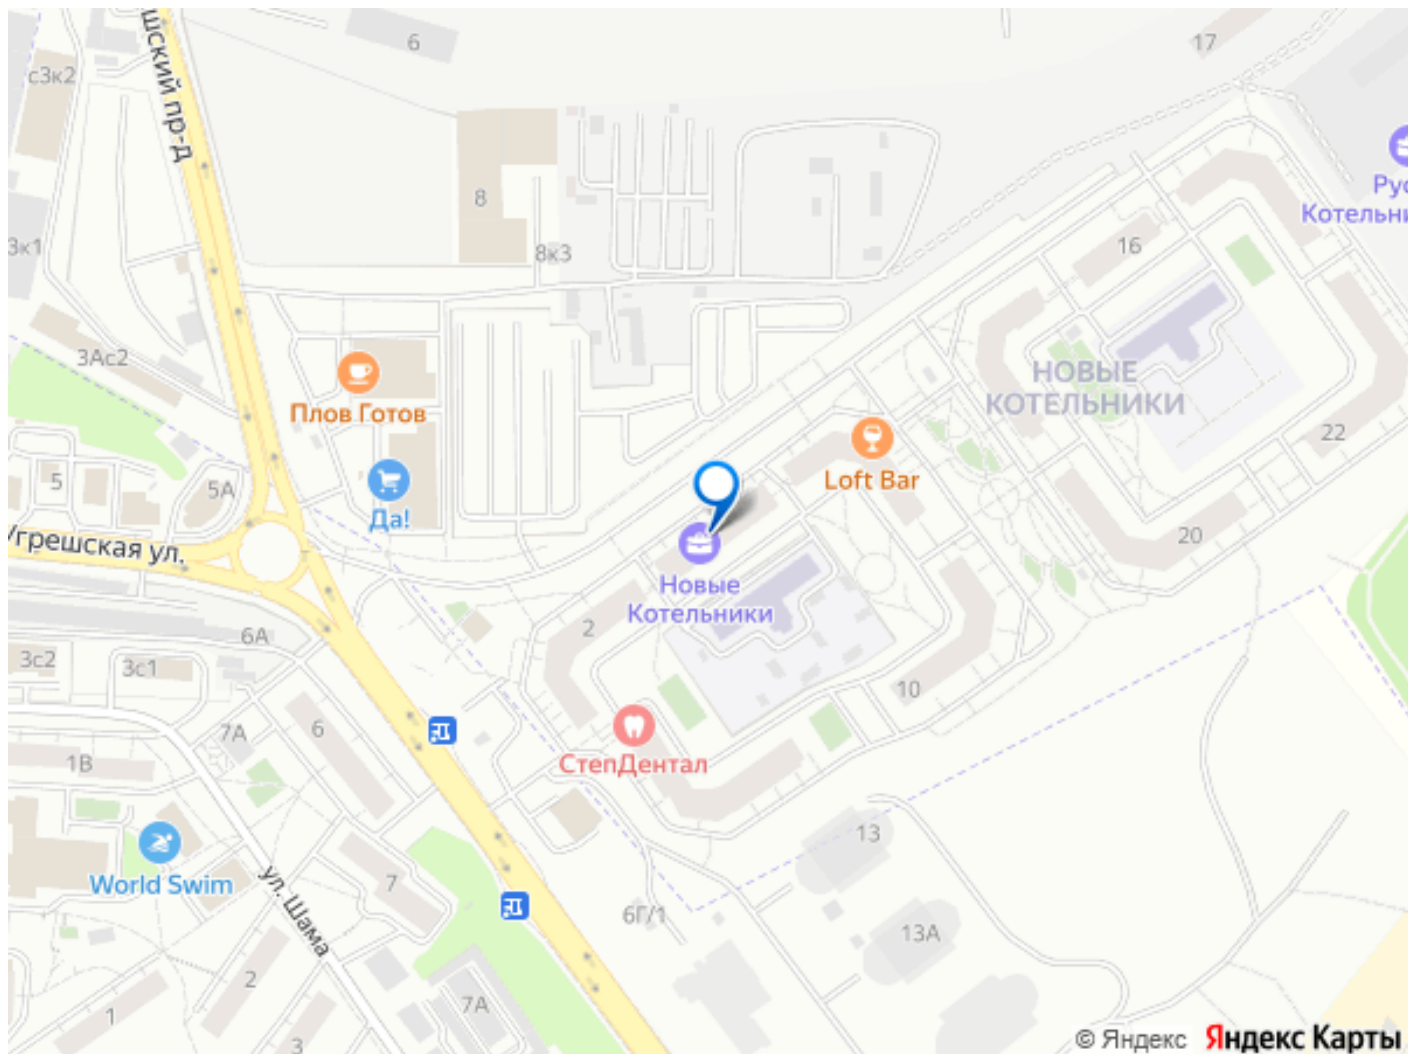 6
17
с3к2
шский пр-д
Рус
Котельни
8
3к1
8к3
16
3Ас2
НОВЫЕ
КОТЕЛЬНИКИ
Плов Готов
22
Loft Bar
5
5А
Да!
20
Угрешская ул.
Новые
Котельники
2
6А
3с2
3с1
10
7А
6
1В
СтепДентал
13
World Swim
7
ул. Шама
6Г/1
13А
2
7А
1
3
© Яндекс Яндекс Карты